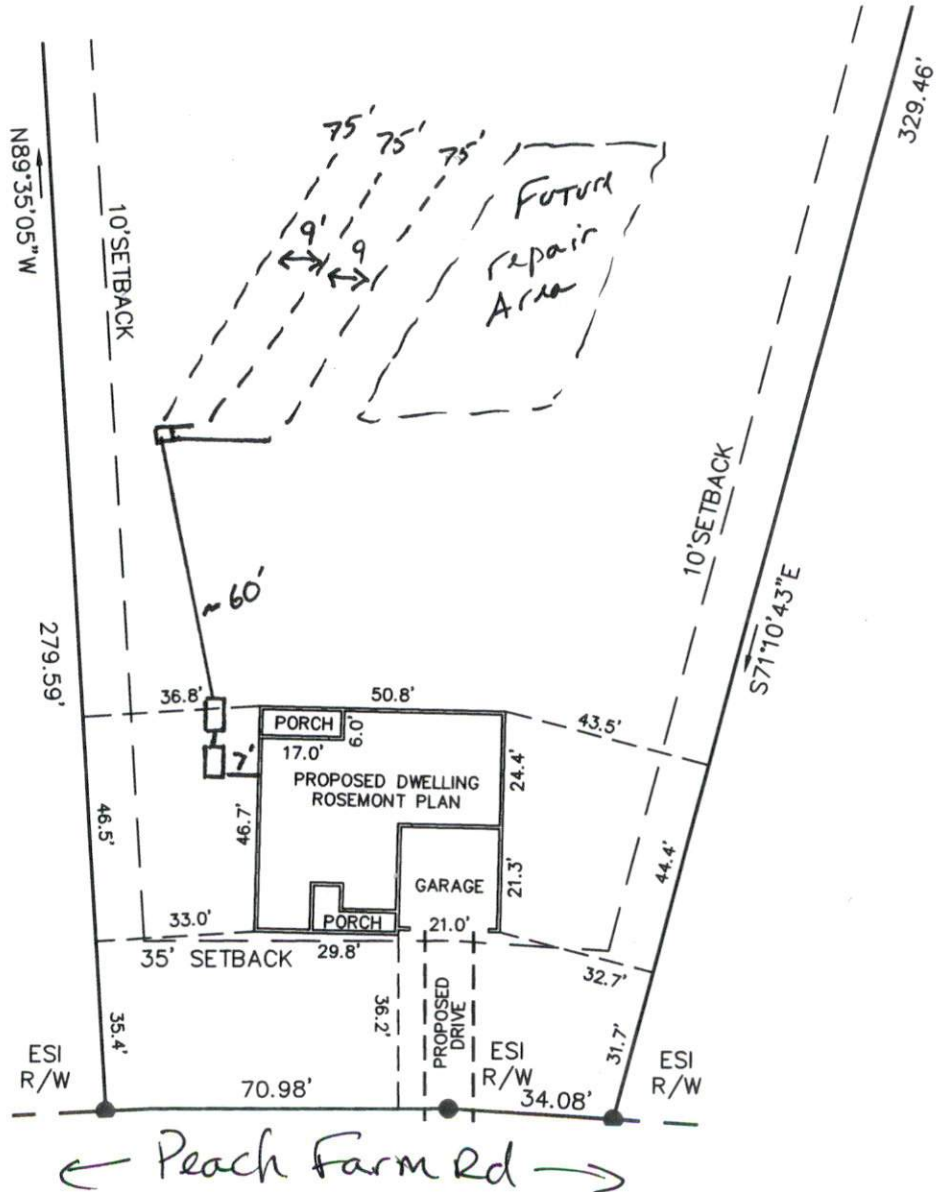 329.46'
75'
75'
75'
N89°35'05"W
10'SETBACK
9'
9
Future
repair
Area
10'SETBACK
S71°10'43"E
~60'
279.59'
36.8'
50.8'
43.5'
PORCH
6.0'
17.0'
7'
PROPOSED DWELLING
ROSEMONT PLAN
24.4'
46.7'
46.5'
44.4'
GARAGE
21.3'
33.0'
PORCH
21.0'
35' SETBACK
29.8'
32.7'
36.2'
PROPOSED
DRIVE
35.4'
31.7'
ESI
R/W
ESI
R/W
ESI
R/W
70.98'
34.08'
Peach Farm Rd